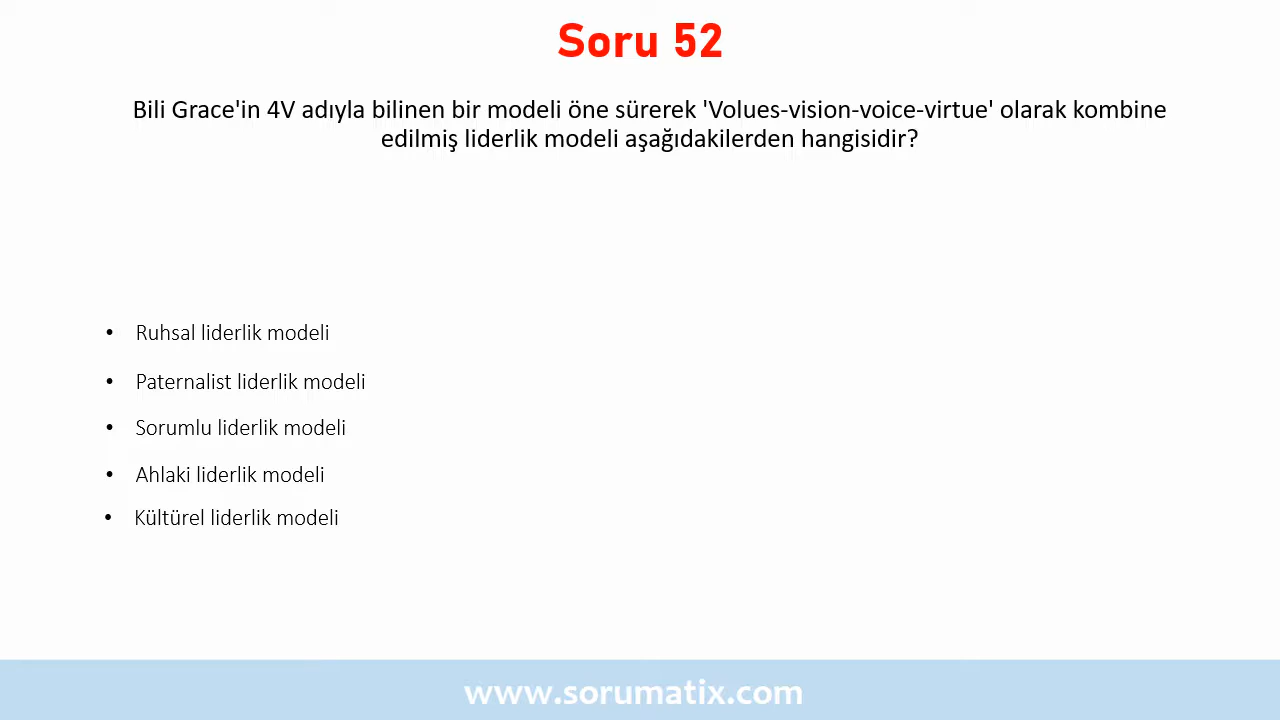 Soru 52
Bili Grace'in 4V adıyla bilinen bir modeli öne sürerek 'Volues-vision-voice-virtue' olarak kombine
edilmiş liderlik modeli aşağıdakilerden hangisidir?
• Ruhsal liderlik modeli
• Paternalist liderlik modeli
• Sorumlu liderlik modeli
• Ahlaki liderlik modeli
• Kültürel liderlik modeli
www.sorumatix.com